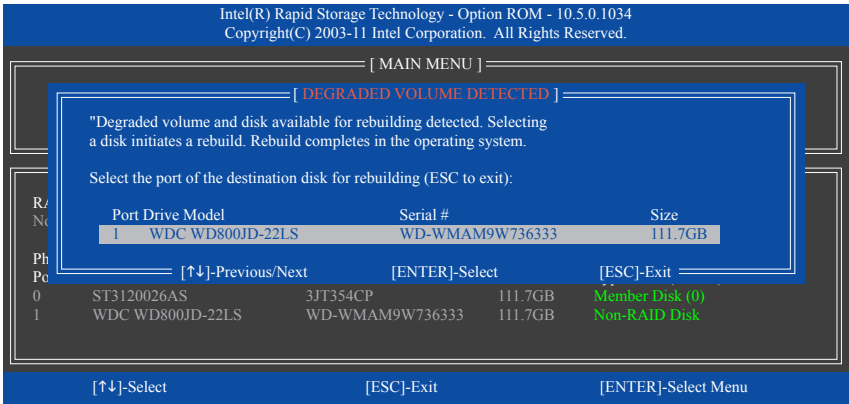 Intel(R) Rapid Storage Technology - Option ROM - 10.5.0.1034
Copyright(C) 2003-11 Intel Corporation. All Rights Reserved.
[ MAIN MENU ]
[ DEGRADED VOLUME DETECTED ]
"Degraded volume and disk available for rebuilding detected. Selecting
a disk initiates a rebuild. Rebuild completes in the operating system.
Select the port of the destination disk for rebuilding (ESC to exit):
Port Drive Model Serial # Size
1 WDC WD800JD-22LS WD-WMAM9W736333 111.7GB
[↑↓]-Previous/Next [ENTER]-Select [ESC]-Exit
0 ST3120026AS 3JT354CP 111.7GB Member Disk (0)
1 WDC WD800JD-22LS WD-WMAM9W736333 111.7GB Non-RAID Disk
[↑↓]-Select [ESC]-Exit [ENTER]-Select Menu